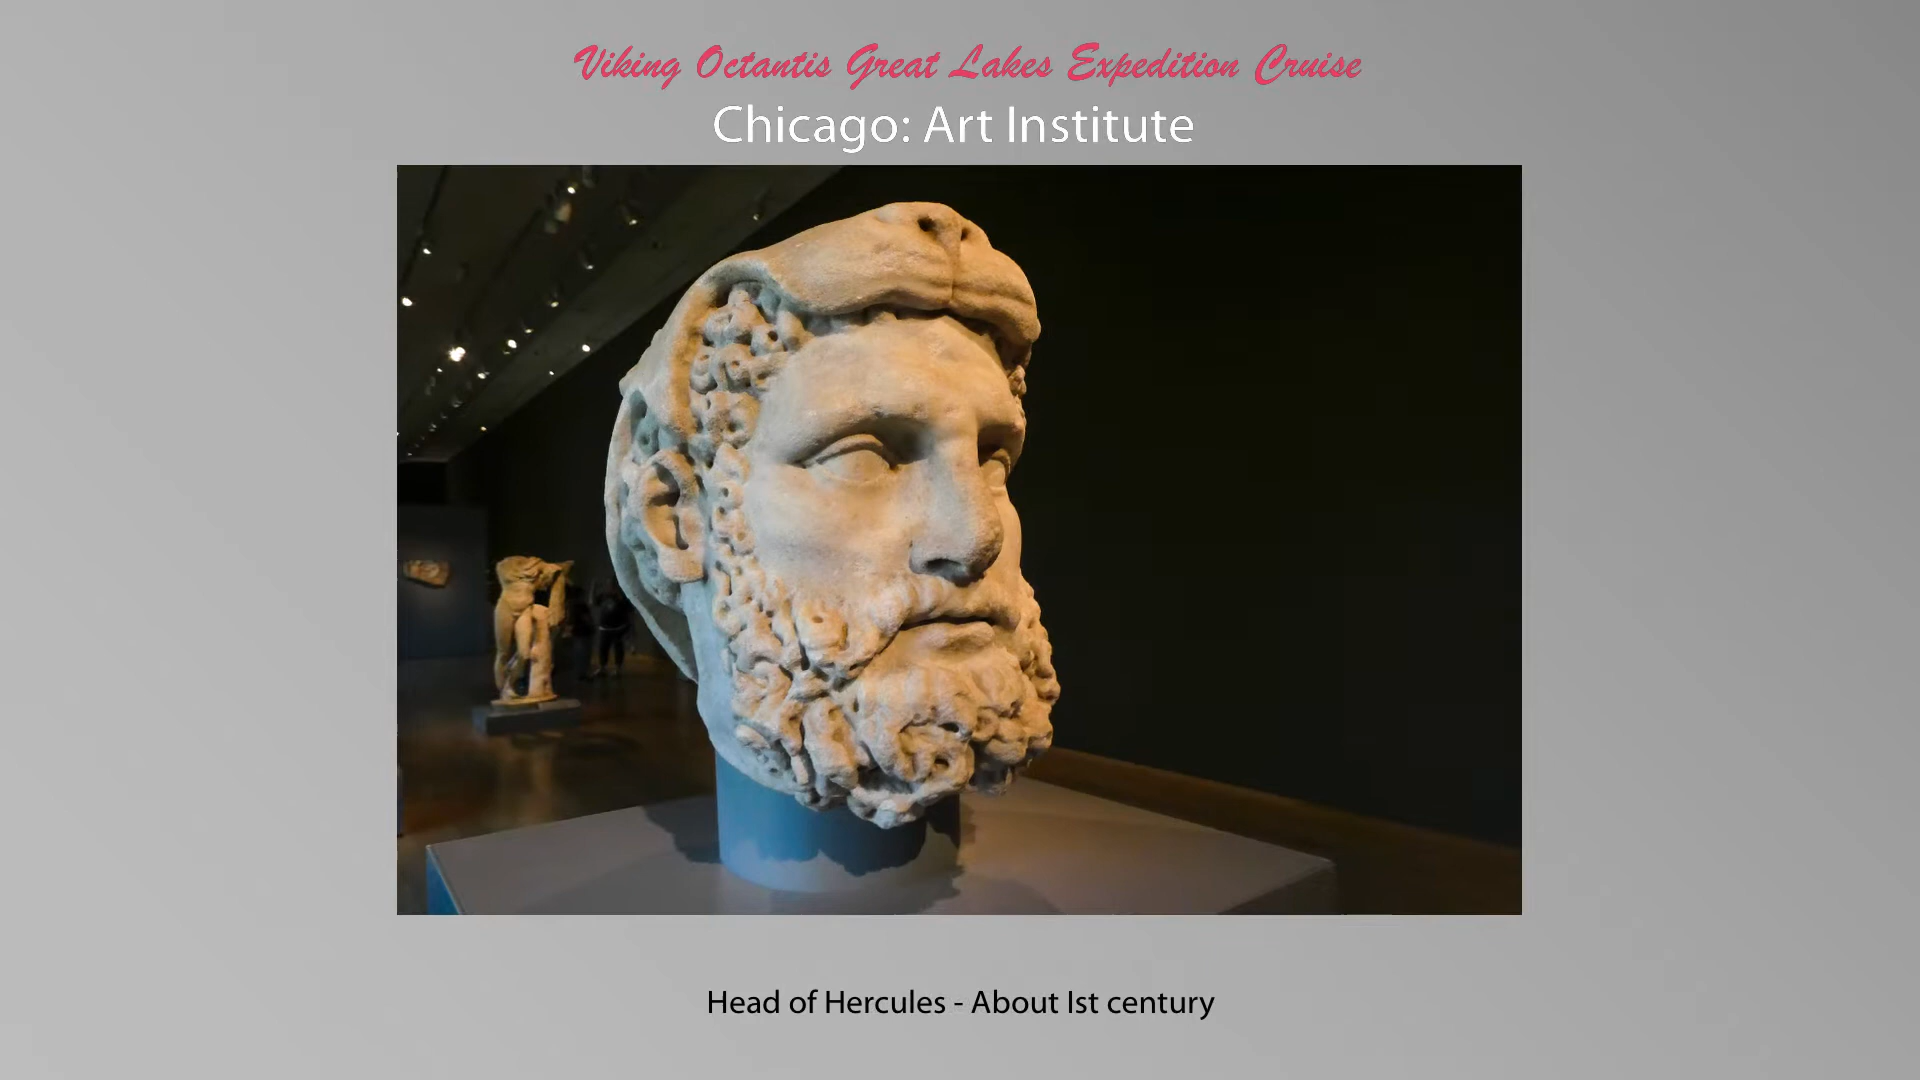 Viking Octantis Great Lakes Expedition Cruise
Chicago: Art Institute
Head of Hercules - About Ist century